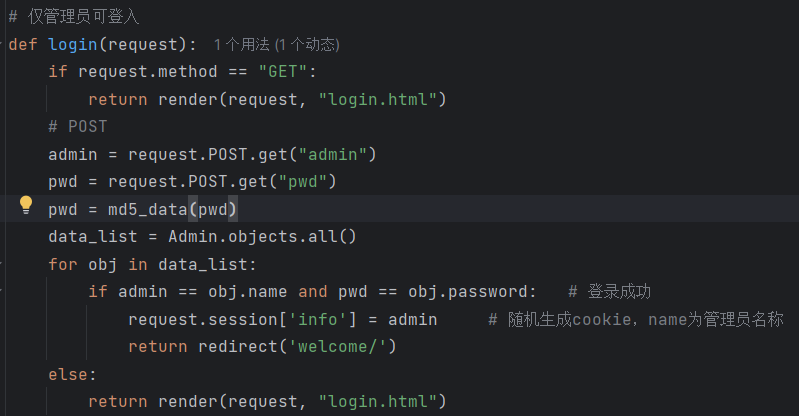 # 仅管理员可登入
def login(request): 1 个用法 (1 个动态)
    if request.method == "GET":
        return render(request, "login.html")
    # POST
    admin = request.POST.get("admin")
    pwd = request.POST.get("pwd")
    pwd = md5_data(pwd)
    data_list = Admin.objects.all()
    for obj in data_list:
        if admin == obj.name and pwd == obj.password:   # 登录成功
            request.session['info'] = admin     # 随机生成cookie，name为管理员名称
            return redirect('welcome/')
    else:
        return render(request, "login.html")